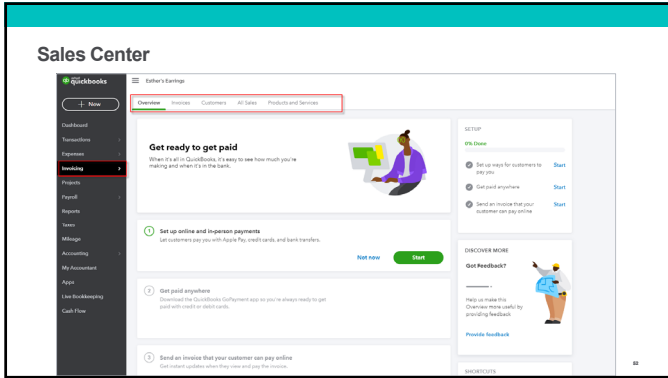 Sales Center
intuit quickbooks
Esther's Earnings
+ New
Overview Invoices Customers All Sales Products and Services
Dashboard
Transactions
Expenses
Invoicing
Projects
Payroll
Reports
Taxes
Mileage
Accounting
My Accountant
Apps
Live Bookkeeping
Cash Flow
Get ready to get paid
When it's all in QuickBooks, it's easy to see how much you're
making and when it's in the bank.
1 Set up online and in-person payments
Let customers pay you with Apple Pay, credit cards, and bank transfers.
Not now Start
2 Get paid anywhere
Download the QuickBooks GoPayment app so you're always ready to get
paid with credit or debit cards.
3 Send an invoice that your customer can pay online
Get instant updates when they view and pay the invoice.
SETUP
0% Done
Set up ways for customers to Start
pay you
Get paid anywhere Start
Send an invoice that your Start
customer can pay online
DISCOVER MORE
Got Feedback?
Help us make this
Overview more useful by
providing feedback
Provide feedback
SHORTCUTS